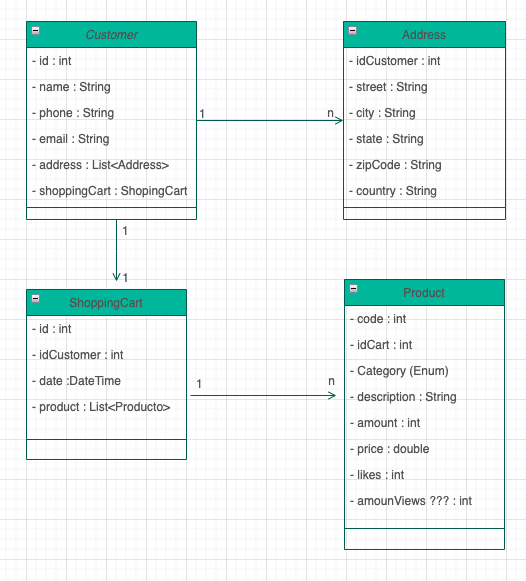 Customer
- id : int
- name : String
- phone : String
- email : String
- address : List<Address>
- shoppingCart : ShopingCart
1
n
Address
- idCustomer : int
- street : String
- city : String
- state : String
- zipCode : String
- country : String
1
1
ShoppingCart
- id : int
- idCustomer : int
- date :DateTime
- product : List<Producto>
1
n
Product
- code : int
- idCart : int
- Category (Enum)
- description : String
- amount : int
- price : double
- likes : int
- amounViews ??? : int